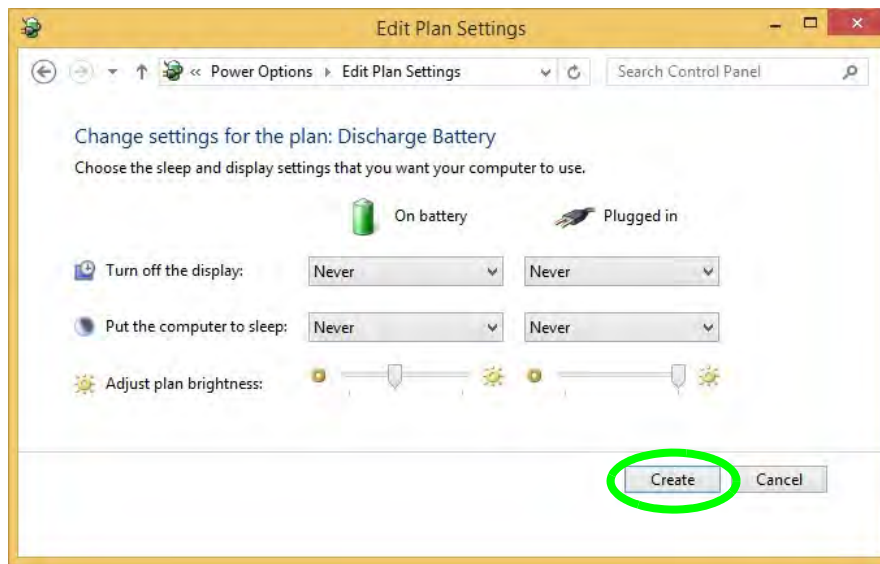 Edit Plan Settings
« Power Options Edit Plan Settings Search Control Panel
Change settings for the plan: Discharge Battery
Choose the sleep and display settings that you want your computer to use.
On battery Plugged in
Turn off the display: Never Never
Put the computer to sleep: Never Never
Adjust plan brightness:
Create Cancel